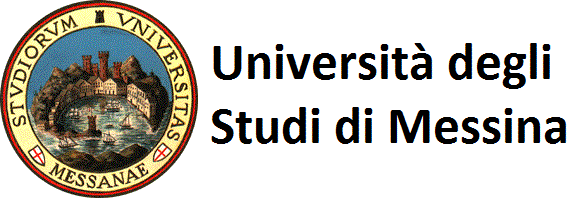 STVDIORVM VNIVERSITAS
MESSANAE
Università degli
Studi di Messina